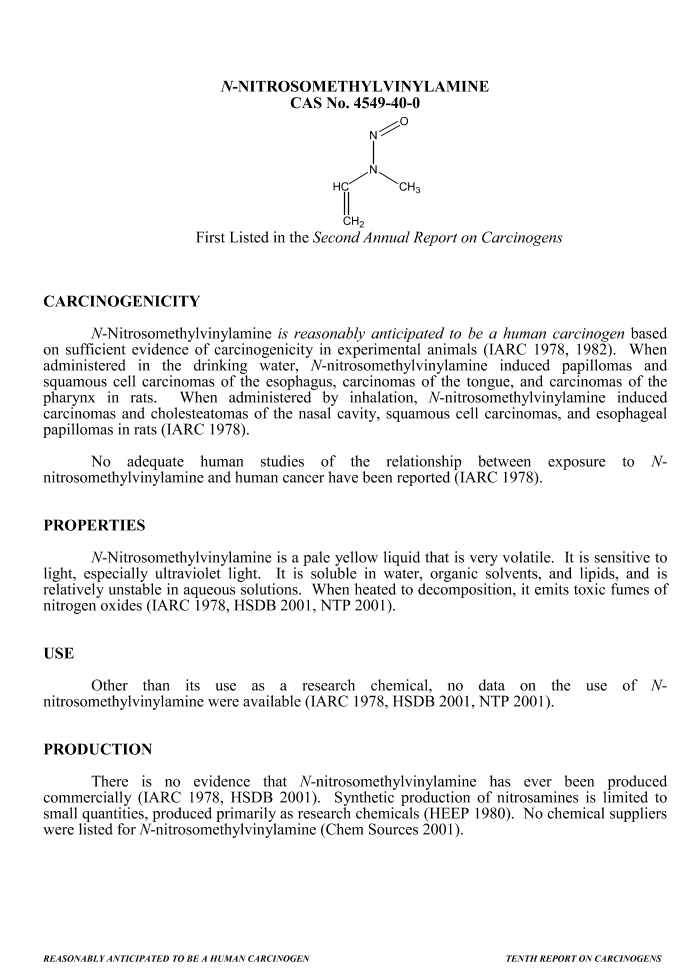 N-NITROSOMETHYLVINYLAMINE
CAS No. 4549-40-0
O
N
N
HC
CH3
CH2
First Listed in the Second Annual Report on Carcinogens
CARCINOGENICITY
N-Nitrosomethylvinylamine is reasonably anticipated to be a human carcinogen based
on sufficient evidence of carcinogenicity in experimental animals (IARC 1978, 1982). When
administered in the drinking water, N-nitrosomethylvinylamine induced papillomas and
squamous cell carcinomas of the esophagus, carcinomas of the tongue, and carcinomas of the
pharynx in rats. When administered by inhalation, N-nitrosomethylvinylamine induced
carcinomas and cholesteatomas of the nasal cavity, squamous cell carcinomas, and esophageal
papillomas in rats (IARC 1978).
No adequate human studies of the relationship between exposure to N-
nitrosomethylvinylamine and human cancer have been reported (IARC 1978).
PROPERTIES
N-Nitrosomethylvinylamine is a pale yellow liquid that is very volatile. It is sensitive to
light, especially ultraviolet light. It is soluble in water, organic solvents, and lipids, and is
relatively unstable in aqueous solutions. When heated to decomposition, it emits toxic fumes of
nitrogen oxides (IARC 1978, HSDB 2001, NTP 2001).
USE
Other than its use as a research chemical, no data on the use of N-
nitrosomethylvinylamine were available (IARC 1978, HSDB 2001, NTP 2001).
PRODUCTION
There is no evidence that N-nitrosomethylvinylamine has ever been produced
commercially (IARC 1978, HSDB 2001). Synthetic production of nitrosamines is limited to
small quantities, produced primarily as research chemicals (HEEP 1980). No chemical suppliers
were listed for N-nitrosomethylvinylamine (Chem Sources 2001).
REASONABLY ANTICIPATED TO BE A HUMAN CARCINOGEN TENTH REPORT ON CARCINOGENS